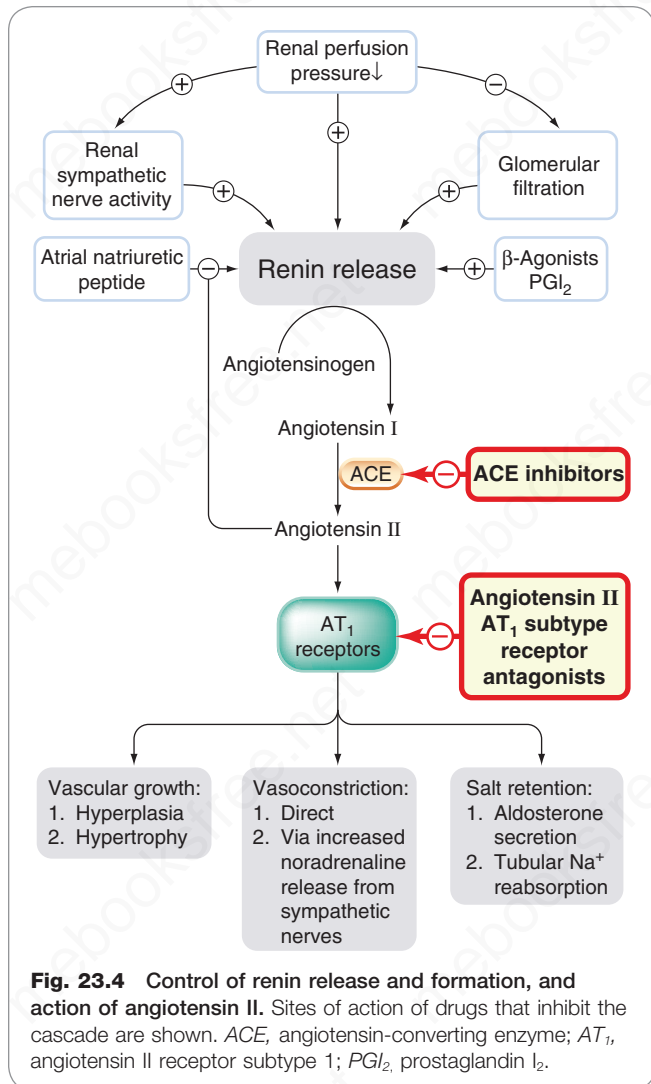 Renal perfusion
pressure↓
+
−
+
Renal
sympathetic
nerve activity
Glomerular
filtration
+
+
Atrial natriuretic
peptide
−
Renin release
+
β-Agonists
PGI₂
Angiotensinogen
Angiotensin I
ACE
−
ACE inhibitors
Angiotensin II
AT₁
receptors
−
Angiotensin II
AT₁ subtype
receptor
antagonists
Vascular growth:
1. Hyperplasia
2. Hypertrophy
Vasoconstriction:
1. Direct
2. Via increased
noradrenaline
release from
sympathetic
nerves
Salt retention:
1. Aldosterone
secretion
2. Tubular Na⁺
reabsorption
Fig. 23.4 Control of renin release and formation, and
action of angiotensin II. Sites of action of drugs that inhibit the
cascade are shown. ACE, angiotensin-converting enzyme; AT₁,
angiotensin II receptor subtype 1; PGI₂, prostaglandin I₂.
mebooksfree.net